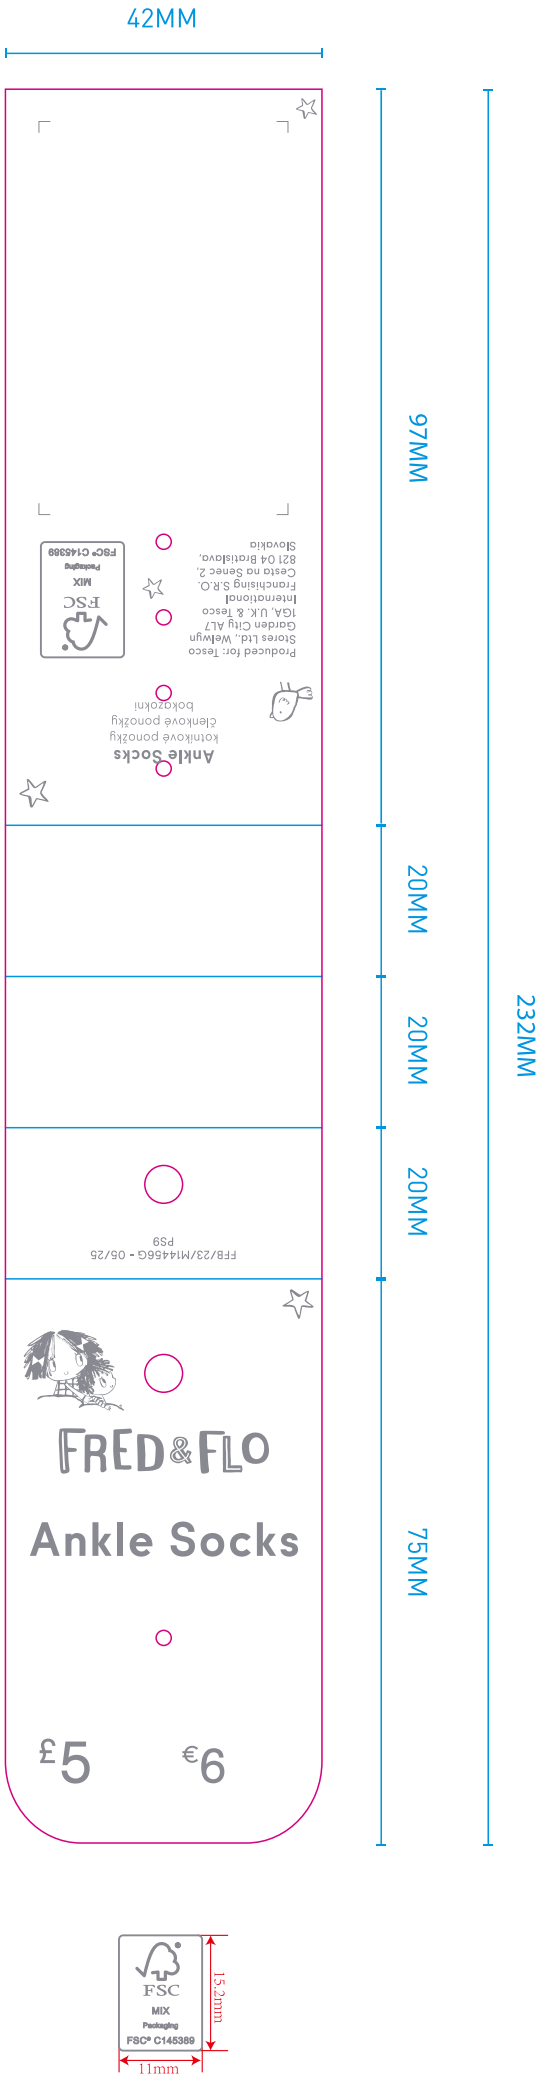 42MM
97MM
FSC® C145389
Packaging
MIX
FSC
Produced for: Tesco
Stores Ltd., Welwyn
Garden City AL7
1GA, U.K. & Tesco
International
Franchising S.R.O.
Cesta na Senec 2,
821 04 Bratislava,
Slovakia
Ankle Socks
kotníkové ponožky
členkové ponožky
bokazokni
20MM
20MM
232MM
20MM
FFB/23/M14456G - 05/25
PS9
FRED & FLO
Ankle Socks
75MM
£5
€6
FSC
MIX
Packaging
FSC® C145389
15.2mm
11mm